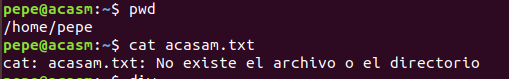 pepe@acasm:~$ pwd
/home/pepe
pepe@acasm:~$ cat acasam.txt
cat: acasam.txt: No existe el archivo o el directorio